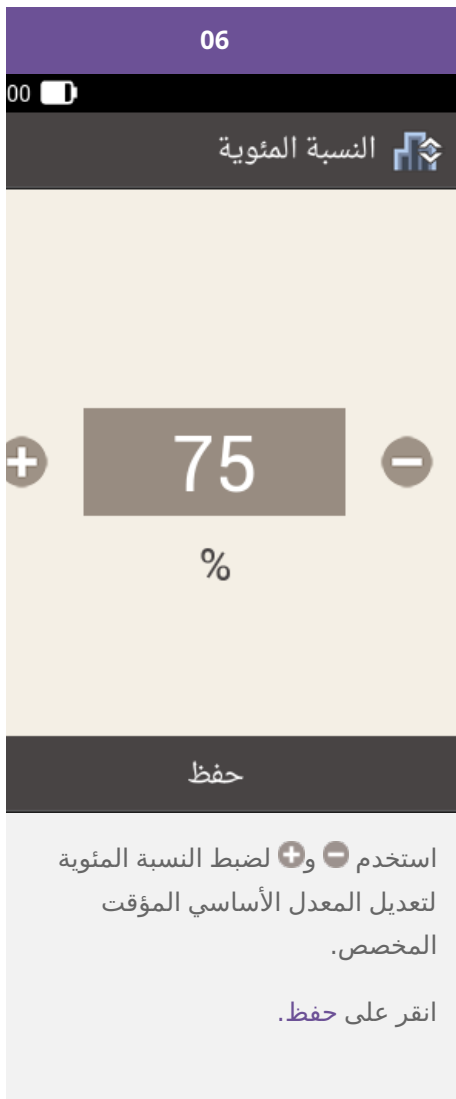 06
00
النسبة المئوية
75
%
حفظ
استخدم − و+ لضبط النسبة المئوية
لتعديل المعدل الأساسي المؤقت
المخصص.
انقر على حفظ.